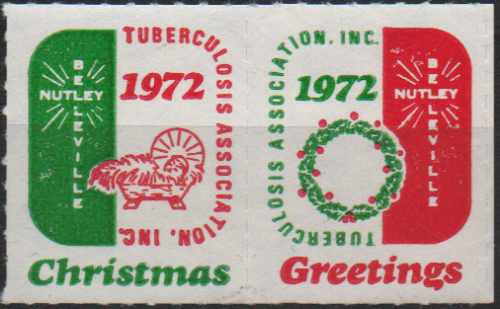 BELLEVILLE
NUTLEY
TUBERCULOSIS ASSOCIATION, INC.
1972
Christmas
TUBERCULOSIS ASSOCIATION, INC.
1972
BELLEVILLE
NUTLEY
Greetings